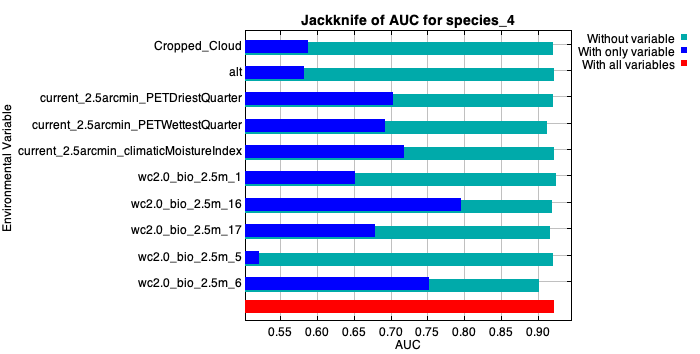 Jackknife of AUC for species_4
Without variable
With only variable
With all variables
Environmental Variable
Cropped_Cloud
alt
current_2.5arcmin_PETDriestQuarter
current_2.5arcmin_PETWettestQuarter
current_2.5arcmin_climaticMoistureIndex
wc2.0_bio_2.5m_1
wc2.0_bio_2.5m_16
wc2.0_bio_2.5m_17
wc2.0_bio_2.5m_5
wc2.0_bio_2.5m_6
0.55 0.60 0.65 0.70 0.75 0.80 0.85 0.90
AUC